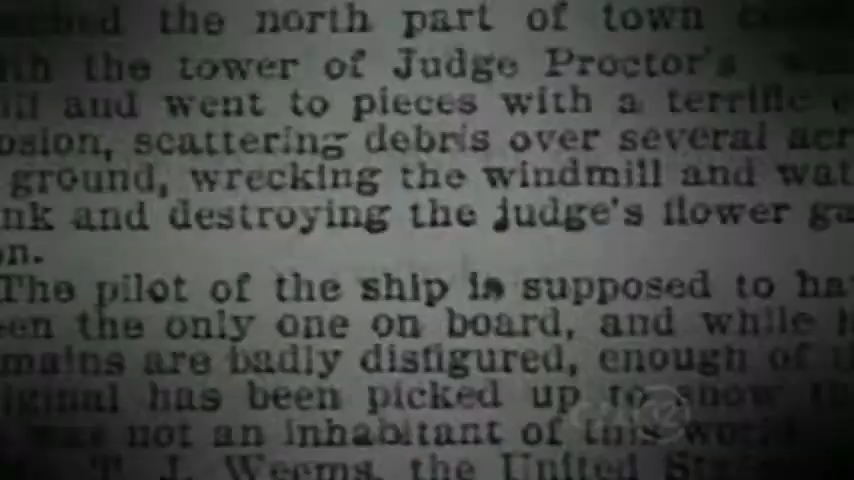 the north part of town
the tower of Judge Proctor's
and went to pieces with a terrific
osion, scattering debris over several acr
ground, wrecking the windmill and wat
nk and destroying the judge's flower ga
n.
The pilot of the ship is supposed to ha
een the only one on board, and while
mains are badly disfigured, enough of
iginal has been picked up to show
was not an inhabitant of this world
T. J. Weems, the United